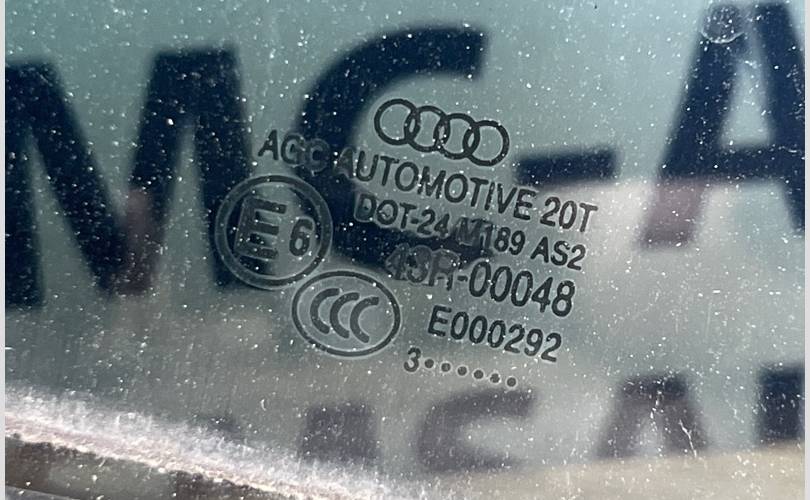 AGC AUTOMOTIVE 20T
DOT-24 M189 AS2
E6
43R-00048
CCC
E000292
3••••••